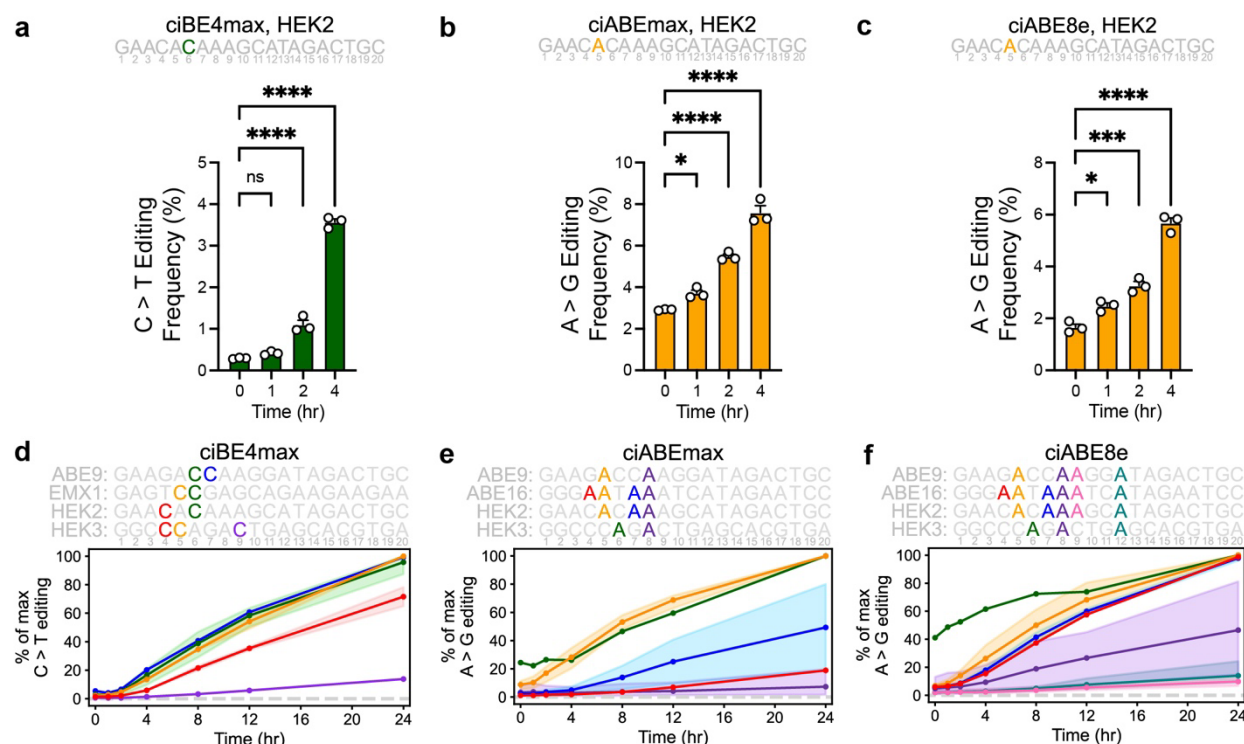 a
ciBE4max, HEK2
GAACACAAAGCATAGACTGC
1 2 3 4 5 6 7 8 9 10 11 12 13 14 15 16 17 18 19 20
****
****
ns
C > T Editing
Frequency (%)
5
4
3
2
1
0
0 1 2 4
Time (hr)
b
ciABEmax, HEK2
GAACACAAAGCATAGACTGC
1 2 3 4 5 6 7 8 9 10 11 12 13 14 15 16 17 18 19 20
****
****
*
A > G Editing
Frequency (%)
10
8
6
4
2
0
0 1 2 4
Time (hr)
c
ciABE8e, HEK2
GAACACAAAGCATAGACTGC
1 2 3 4 5 6 7 8 9 10 11 12 13 14 15 16 17 18 19 20
****
***
*
A > G Editing
Frequency (%)
8
6
4
2
0
0 1 2 4
Time (hr)
d
ciBE4max
ABE9: GAAGACCAAGGATAGACTGC
EMX1: GAGTCCGAGCAGAAGAAGAA
HEK2: GAACACAAAGCATAGACTGC
HEK3: GGCCCAGACTGAGCACGTGA
1 2 3 4 5 6 7 8 9 10 11 12 13 14 15 16 17 18 19 20
% of max
C > T editing
100
80
60
40
20
0
0 4 8 12 16 20 24
Time (hr)
e
ciABEmax
ABE9: GAAGACCAAGGATAGACTGC
ABE16: GGGAATAAATCATAGAATCC
HEK2: GAACACAAAGCATAGACTGC
HEK3: GGCCCAGACTGAGCACGTGA
1 2 3 4 5 6 7 8 9 10 11 12 13 14 15 16 17 18 19 20
% of max
A > G editing
100
80
60
40
20
0
0 4 8 12 16 20 24
Time (hr)
f
ciABE8e
ABE9: GAAGACCAAGGATAGACTGC
ABE16: GGGAATAAATCATAGAATCC
HEK2: GAACACAAAGCATAGACTGC
HEK3: GGCCCAGACTGAGCACGTGA
1 2 3 4 5 6 7 8 9 10 11 12 13 14 15 16 17 18 19 20
% of max
A > G editing
100
80
60
40
20
0
0 4 8 12 16 20 24
Time (hr)